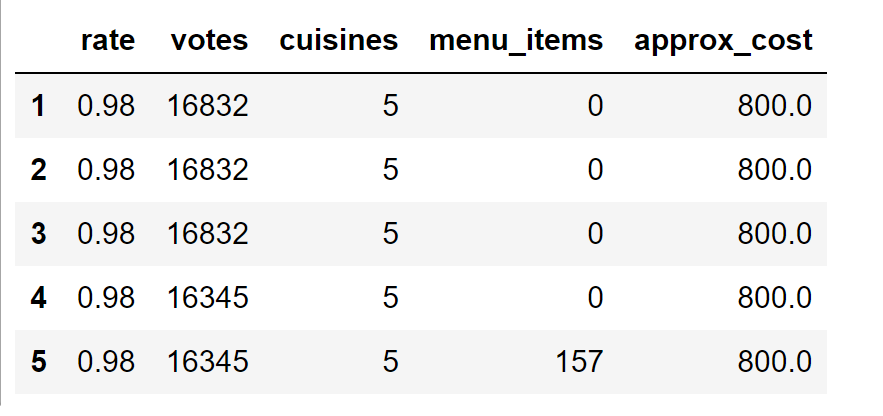 rate votes cuisines menu_items approx_cost
1 0.98 16832 5 0 800.0
2 0.98 16832 5 0 800.0
3 0.98 16832 5 0 800.0
4 0.98 16345 5 0 800.0
5 0.98 16345 5 157 800.0